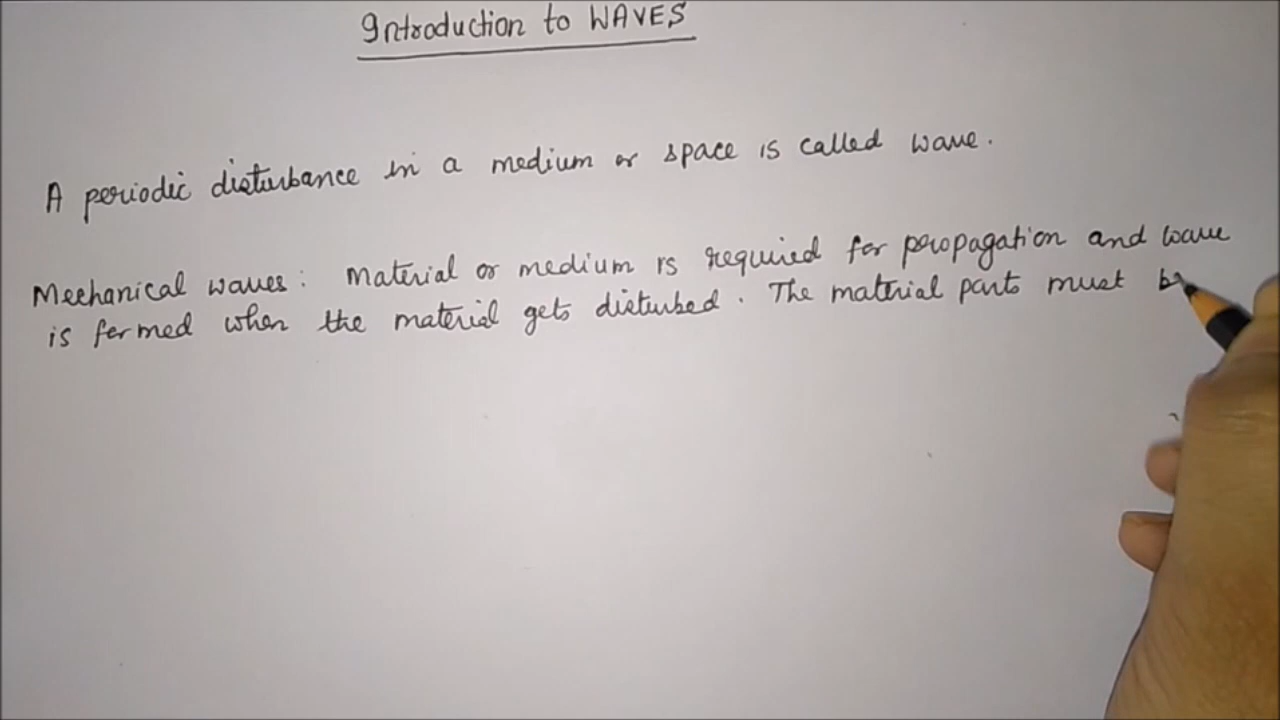 Introduction to WAVES
A periodic disturbance in a medium or space is called wave.
Mechanical waves: Material or medium is required for propagation and wave
is formed when the material gets disturbed. The material parts must